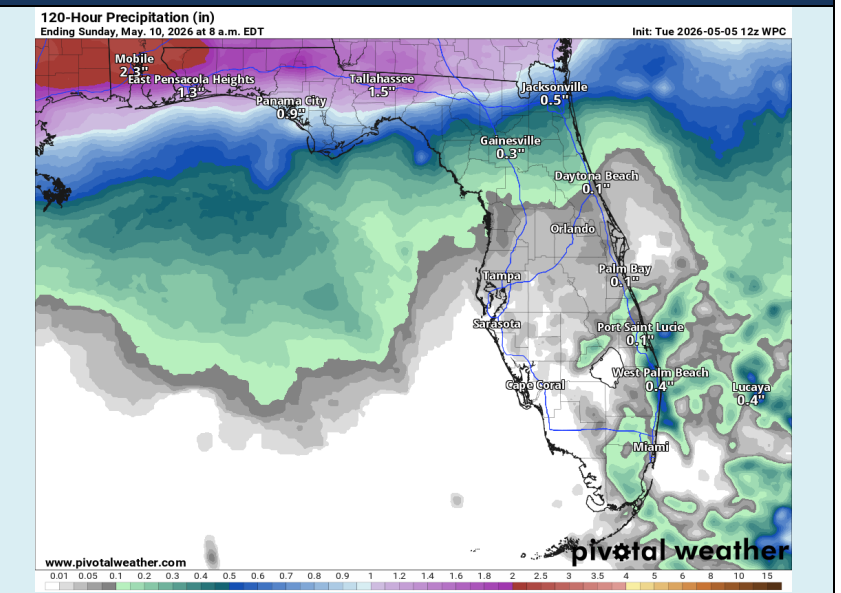 120-Hour Precipitation (in)
Ending Sunday, May. 10, 2026 at 8 a.m. EDT
Init: Tue 2026-05-05 12z WPC
Mobile
2.3"
East Pensacola Heights
1.3"
Tallahassee
1.5"
Panama City
0.9"
Jacksonville
0.5"
Gainesville
0.3"
Daytona Beach
0.1"
Orlando
Palm Bay
0.1"
Tampa
Sarasota
Port Saint Lucie
0.1"
West Palm Beach
0.4"
Cape Coral
Lucaya
0.4"
Miami
www.pivotalweather.com
pivotal weather
0.01 0.05 0.1 0.2 0.3 0.4 0.5 0.6 0.7 0.8 0.9 1 1.2 1.4 1.6 1.8 2 2.5 3 3.5 4 5 6 8 10 15